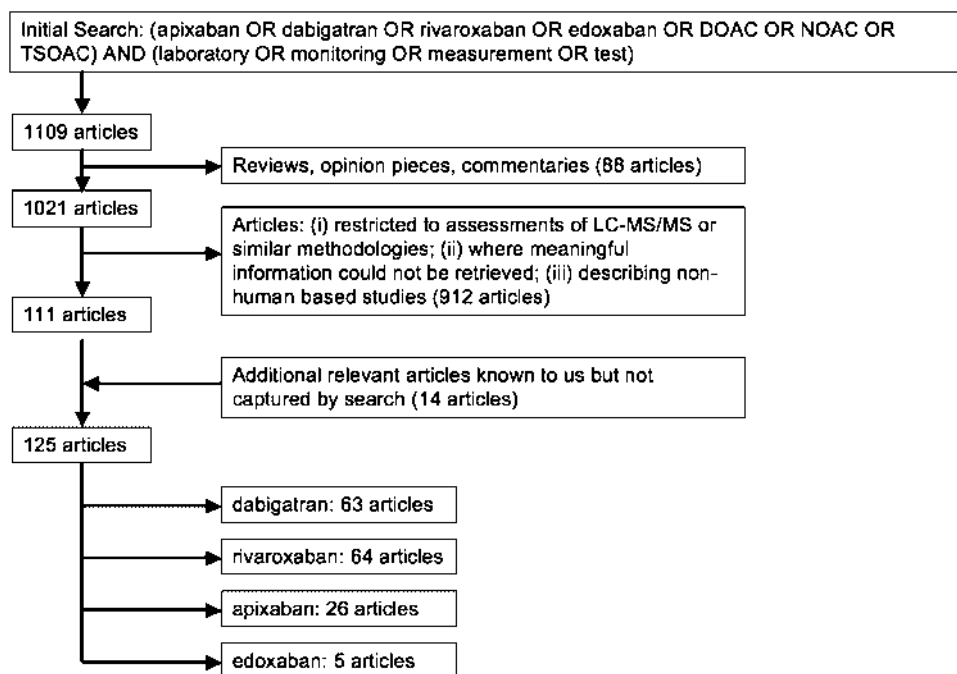 Initial Search: (apixaban OR dabigatran OR rivaroxaban OR edoxaban OR DOAC OR NOAC OR
TSOAC) AND (laboratory OR monitoring OR measurement OR test)
1109 articles
Reviews, opinion pieces, commentaries (88 articles)
1021 articles
Articles: (i) restricted to assessments of LC-MS/MS or
similar methodologies; (ii) where meaningful
information could not be retrieved; (iii) describing non-
human based studies (912 articles)
111 articles
Additional relevant articles known to us but not
captured by search (14 articles)
125 articles
dabigatran: 63 articles
rivaroxaban: 64 articles
apixaban: 26 articles
edoxaban: 5 articles